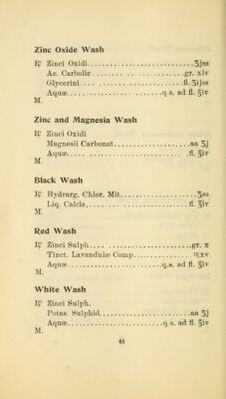 Zinc Oxide Wash
℞ Zinci Oxidi ʒjss
Ac. Carbolic gr. xlv
Glycerini fl. ʒijss
Aquæ q s. ad fl. ℥iv
M.
Zinc and Magnesia Wash
℞ Zinci Oxidi
Magnesii Carbonat aa ʒj
Aquæ fl. ℥iv
M.
Black Wash
℞ Hydrarg. Chlor. Mit. ʒss
Liq. Calcis fl. ℥iv
M.
Red Wash
℞ Zinci Sulph gr. x
Tinct. Lavandulæ Comp ♏xv
Aquæ q.s. ad fl. ℥iv
M.
White Wash
℞ Zinci Sulph.
Potas. Sulphid aa ʒj
Aquæ q.s. ad fl. ℥iv
M.